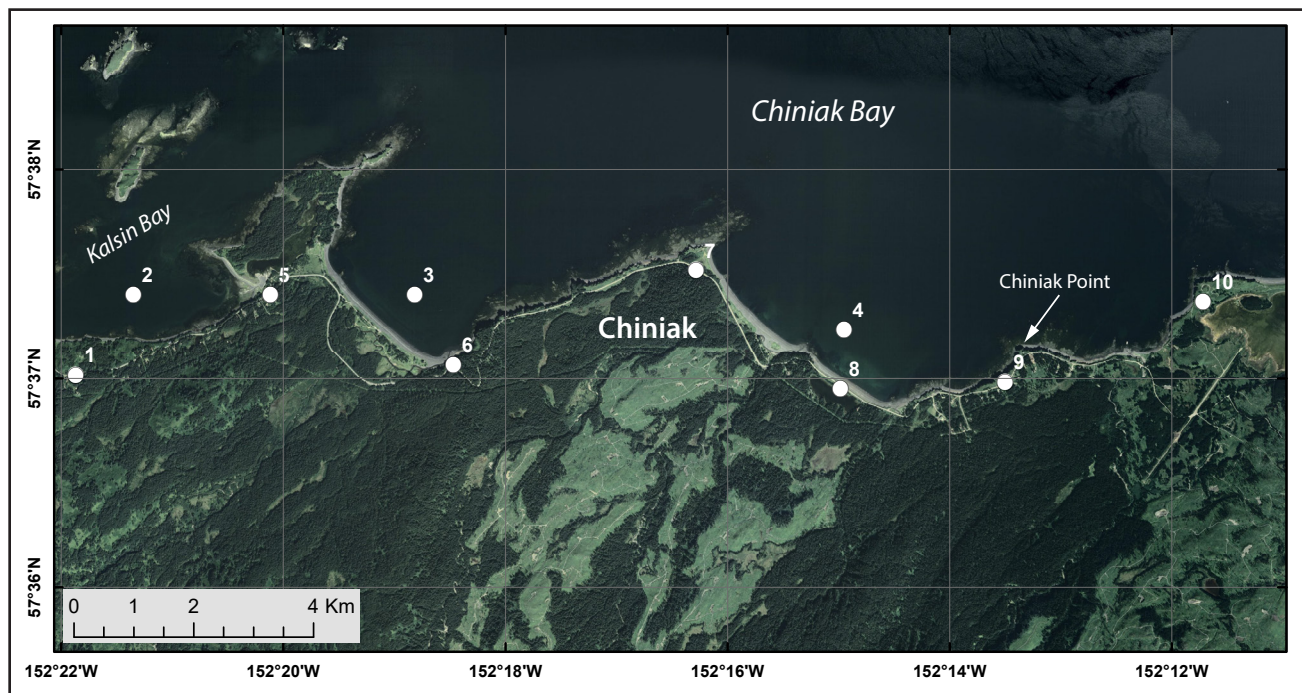 Chiniak Bay
57°38'N
Kalsin Bay
7
2
5
3
Chiniak Point
10
4
Chiniak
6
1
57°37'N
9
8
57°36'N
0 1 2 4 Km
152°22'W 152°20'W 152°18'W 152°16'W 152°14'W 152°12'W